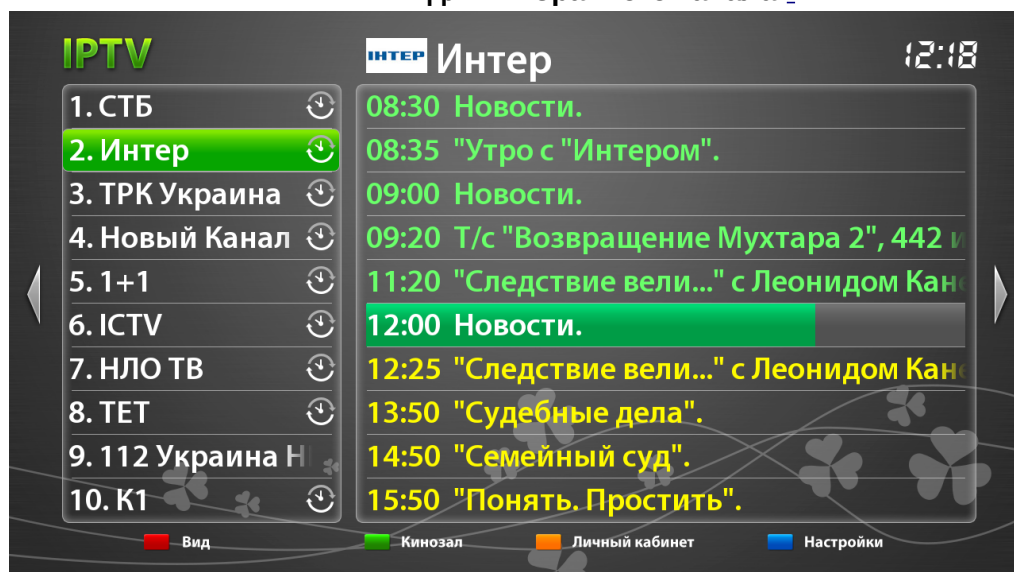 IPTV
ІНТЕР Интер
12:18
1. СТБ
2. Интер
3. ТРК Украина
4. Новый Канал
5. 1+1
6. ICTV
7. НЛО ТВ
8. ТЕТ
9. 112 Украина
10. К1
08:30 Новости.
08:35 "Утро с "Интером".
09:00 Новости.
09:20 Т/с "Возвращение Мухтара 2", 442 и
11:20 "Следствие вели..." с Леонидом Кане
12:00 Новости.
12:25 "Следствие вели..." с Леонидом Кане
13:50 "Судебные дела".
14:50 "Семейный суд".
15:50 "Понять. Простить".
Вид
Кинозал
Личный кабинет
Настройки